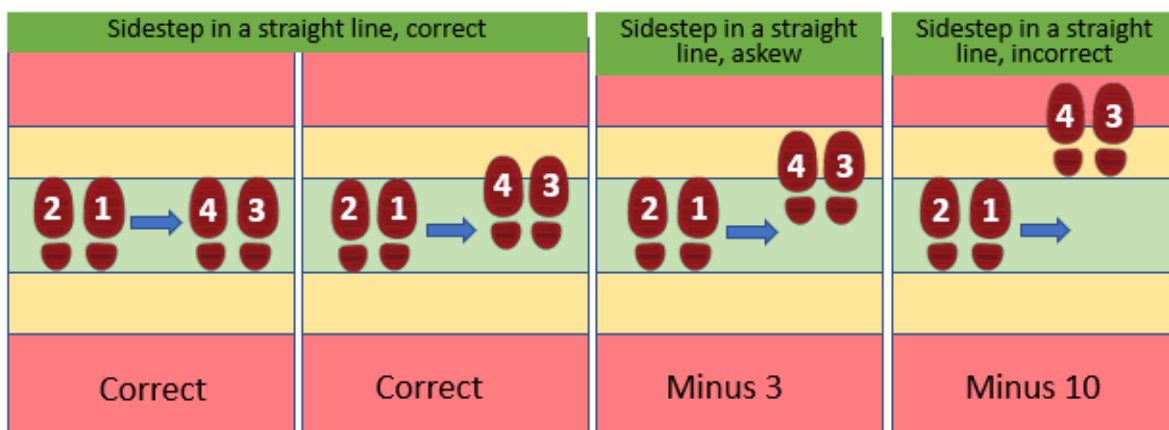 Sidestep in a straight line, correct
Sidestep in a straight
line, askew
Sidestep in a straight
line, incorrect
2 1 4 3
2 1 4 3
2 1 4 3
2 1 4 3
Correct
Correct
Minus 3
Minus 10